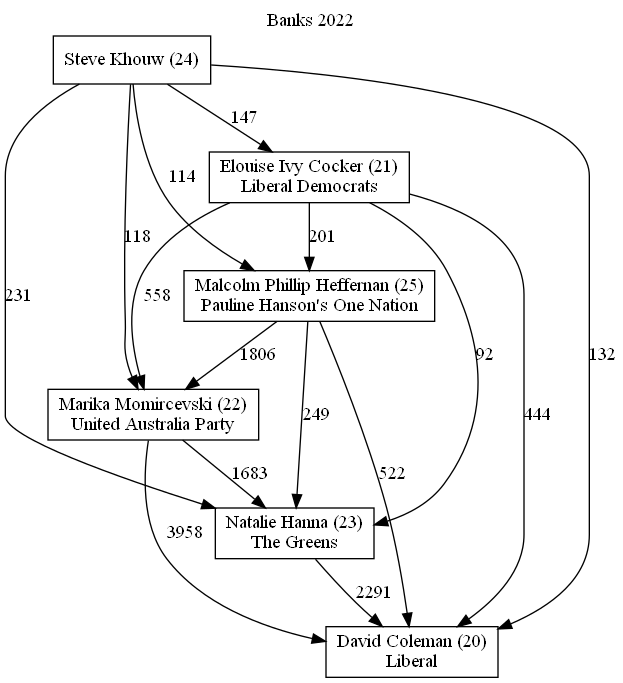 Banks 2022
Steve Khouw (24)
147
Elouise Ivy Cocker (21)
Liberal Democrats
114
118
201
231
558
Malcolm Phillip Heffernan (25)
Pauline Hanson's One Nation
1806
92
132
Marika Momircevski (22)
United Australia Party
249
444
1683
522
Natalie Hanna (23)
The Greens
3958
2291
David Coleman (20)
Liberal